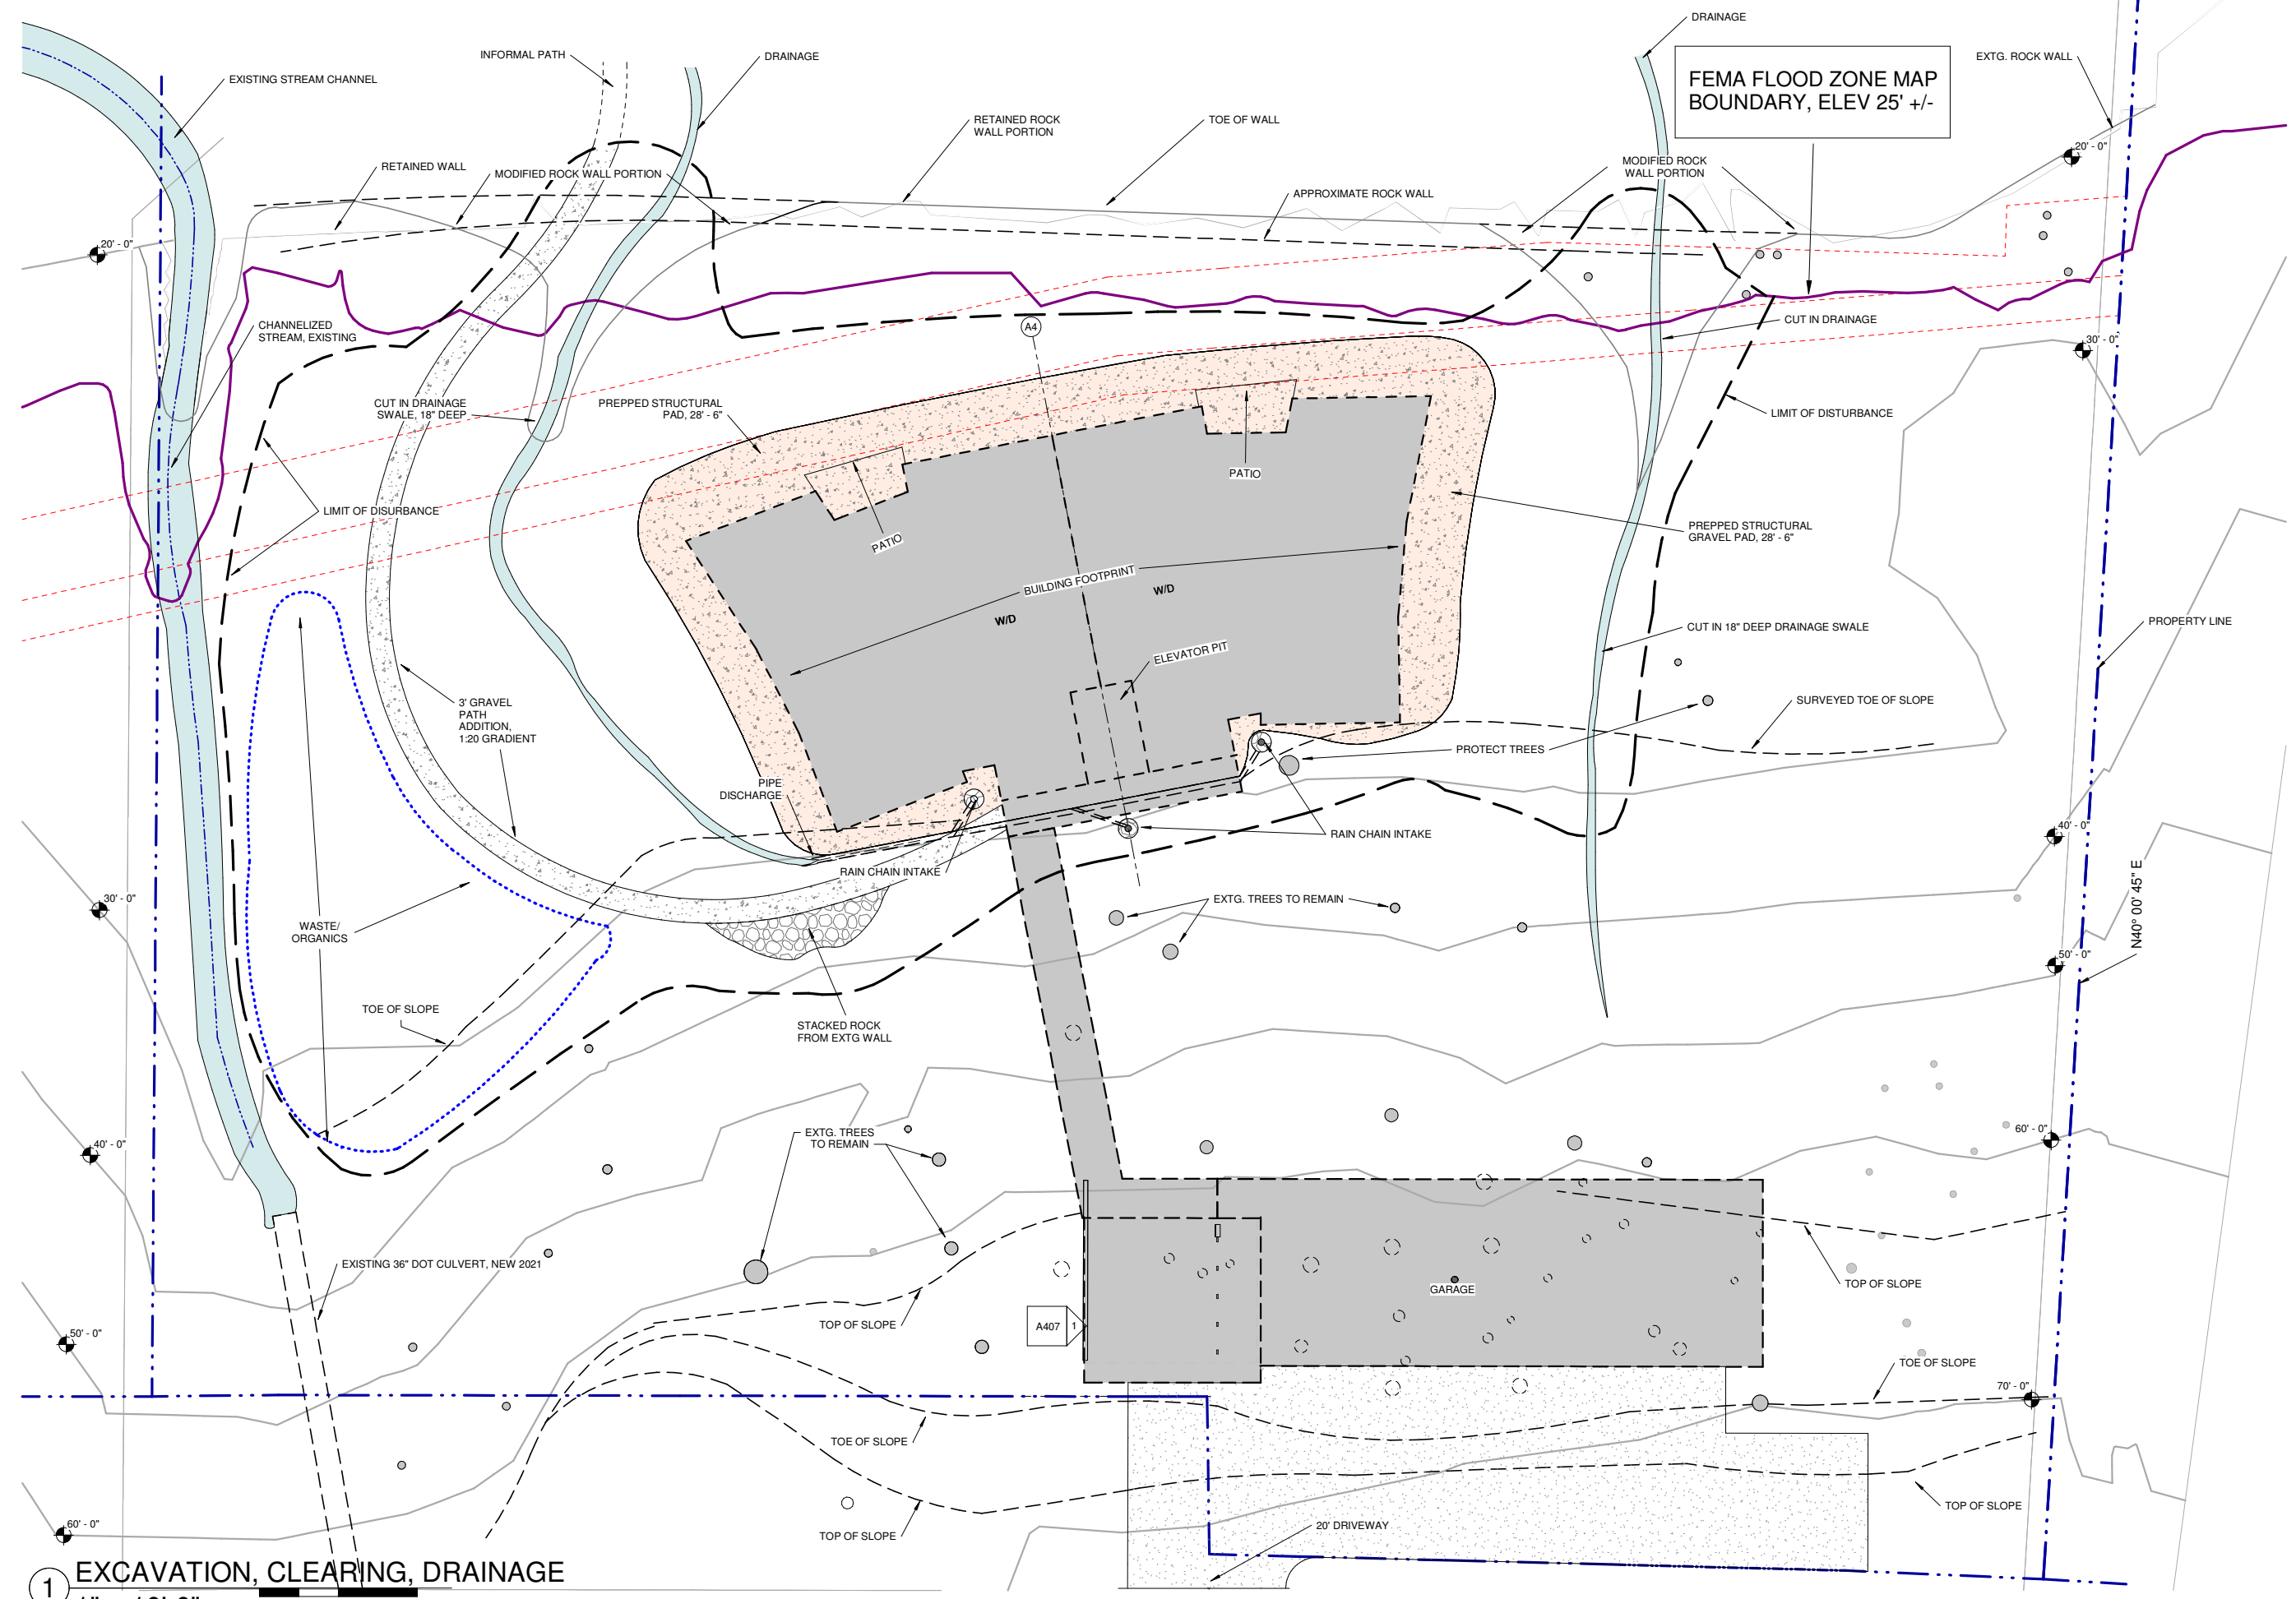 DRAINAGE
INFORMAL PATH
DRAINAGE
EXTG. ROCK WALL
FEMA FLOOD ZONE MAP
BOUNDARY, ELEV 25' +/-
EXISTING STREAM CHANNEL
RETAINED ROCK
WALL PORTION
TOE OF WALL
20' - 0"
RETAINED WALL
MODIFIED ROCK WALL PORTION
MODIFIED ROCK
WALL PORTION
APPROXIMATE ROCK WALL
20' - 0"
CHANNELIZED
STREAM, EXISTING
A4
CUT IN DRAINAGE
30' - 0"
CUT IN DRAINAGE
SWALE, 18" DEEP
PREPPED STRUCTURAL
PAD, 28' - 6"
LIMIT OF DISTURBANCE
PATIO
LIMIT OF DISURBANCE
PATIO
PREPPED STRUCTURAL
GRAVEL PAD, 28' - 6"
BUILDING FOOTPRINT
W/D
W/D
CUT IN 18" DEEP DRAINAGE SWALE
PROPERTY LINE
ELEVATOR PIT
3' GRAVEL
PATH
ADDITION,
1:20 GRADIENT
SURVEYED TOE OF SLOPE
PROTECT TREES
PIPE
DISCHARGE
RAIN CHAIN INTAKE
40' - 0"
RAIN CHAIN INTAKE
30' - 0"
EXTG. TREES TO REMAIN
N40° 00' 45" E
WASTE/
ORGANICS
50' - 0"
TOE OF SLOPE
STACKED ROCK
FROM EXTG WALL
60' - 0"
40' - 0"
EXTG. TREES
TO REMAIN
EXISTING 36" DOT CULVERT, NEW 2021
TOP OF SLOPE
GARAGE
TOP OF SLOPE
A407
1
50' - 0"
TOE OF SLOPE
70' - 0"
TOE OF SLOPE
TOP OF SLOPE
20' DRIVEWAY
TOP OF SLOPE
60' - 0"
1
EXCAVATION, CLEARING, DRAINAGE